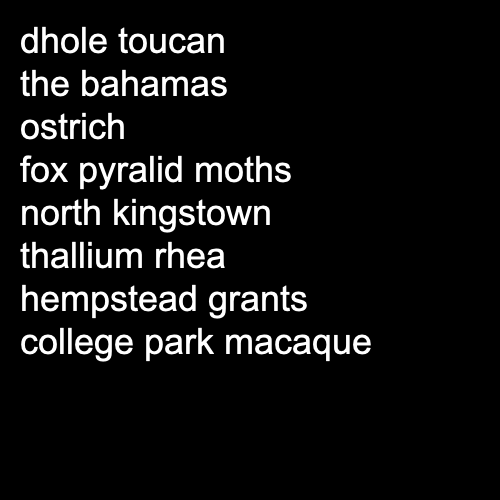 dhole toucan
the bahamas
ostrich
fox pyralid moths
north kingstown
thallium rhea
hempstead grants
college park macaque